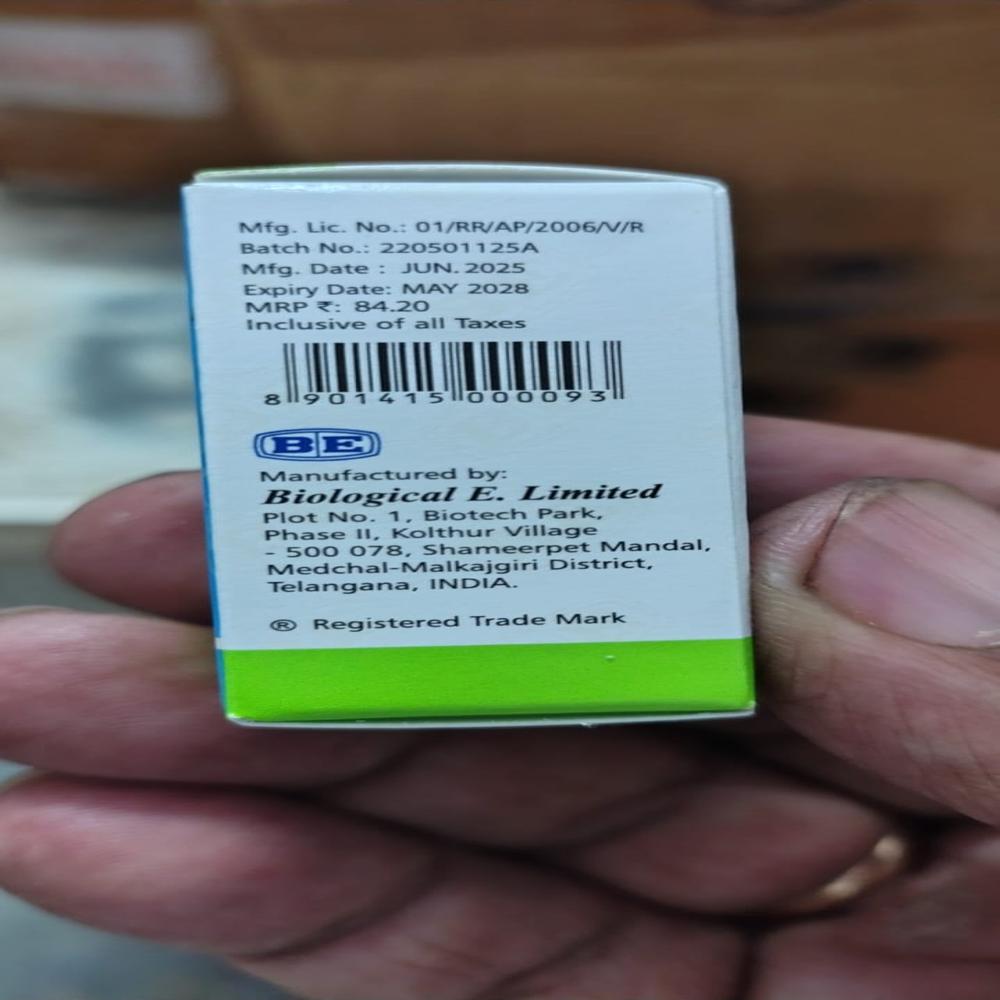 Mfg. Lic. No.: 01/RR/AP/2006/V/R
Batch No.: 220501125A
Mfg. Date : JUN. 2025
Expiry Date: MAY 2028
MRP ₹: 84.20
Inclusive of all Taxes
8 901415 000093
BE
Manufactured by:
Biological E. Limited
Plot No. 1, Biotech Park,
Phase II, Kolthur Village
- 500 078, Shameerpet Mandal,
Medchal-Malkajgiri District,
Telangana, INDIA.
® Registered Trade Mark